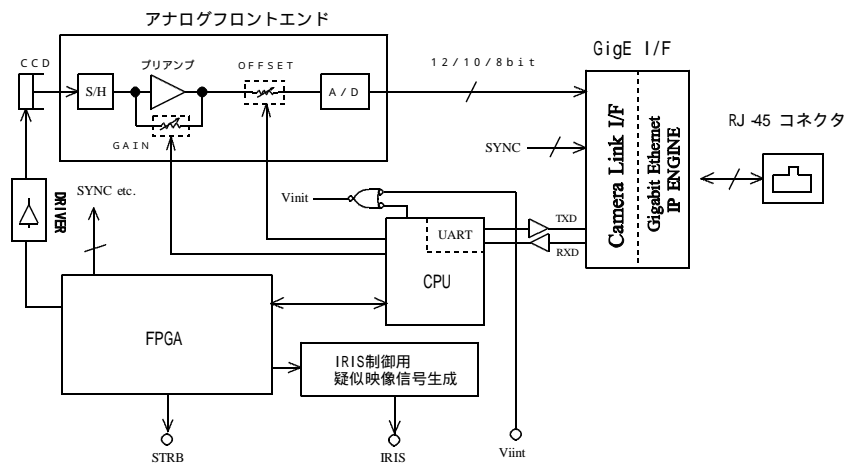 アナログフロントエンド
CCD
S/H
プリアンプ
OFFSET
A/D
GAIN
12/10/8bit
GigE I/F
SYNC
Camera Link I/F
Gigabit Ethernet
IP ENGINE
RJ-45 コネクタ
DRIVER
SYNC etc.
Vinit
UART
TXD
RXD
CPU
FPGA
IRIS制御用
疑似映像信号生成
STRB
IRIS
Viint